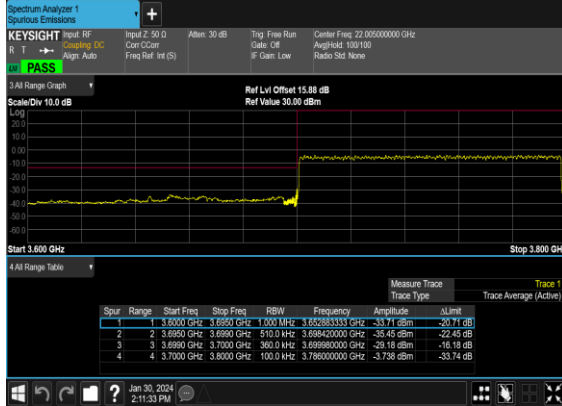 Spectrum Analyzer 1
Spurious Emissions
+
KEYSIGHT Input: RF Input Z: 50 Ω Atten: 30 dB Trig: Free Run Center Freq: 22.005000000 GHz
R T Coupling: DC Corr CCorr Gate: Off Avg|Hold: 100/100
Align: Auto Freq Ref: Int (S) IF Gain: Low Radio Std: None
PASS
3 All Range Graph
Ref Lvl Offset 15.88 dB
Scale/Div 10.0 dB Ref Value 30.00 dBm
Log
20.0
10.0
0.00
-10.0
-20.0
-30.0
-40.0
-50.0
-60.0
Start 3.600 GHz Stop 3.800 GH
4 All Range Table
Measure Trace Trace 1
Trace Type Trace Average (Active)
Spur Range Start Freq Stop Freq RBW Frequency Amplitude ΔLimit
1 1 3.6000 GHz 3.6950 GHz 1.000 MHz 3.652883333 GHz -33.71 dBm -20.71 dB
2 2 3.6950 GHz 3.6990 GHz 510.0 kHz 3.698420000 GHz -35.45 dBm -22.45 dB
3 3 3.6990 GHz 3.7000 GHz 360.0 kHz 3.699980000 GHz -29.18 dBm -16.18 dB
4 4 3.7000 GHz 3.8000 GHz 100.0 kHz 3.786000000 GHz -3.738 dBm -33.74 dB
? Jan 30, 2024
2:11:33 PM